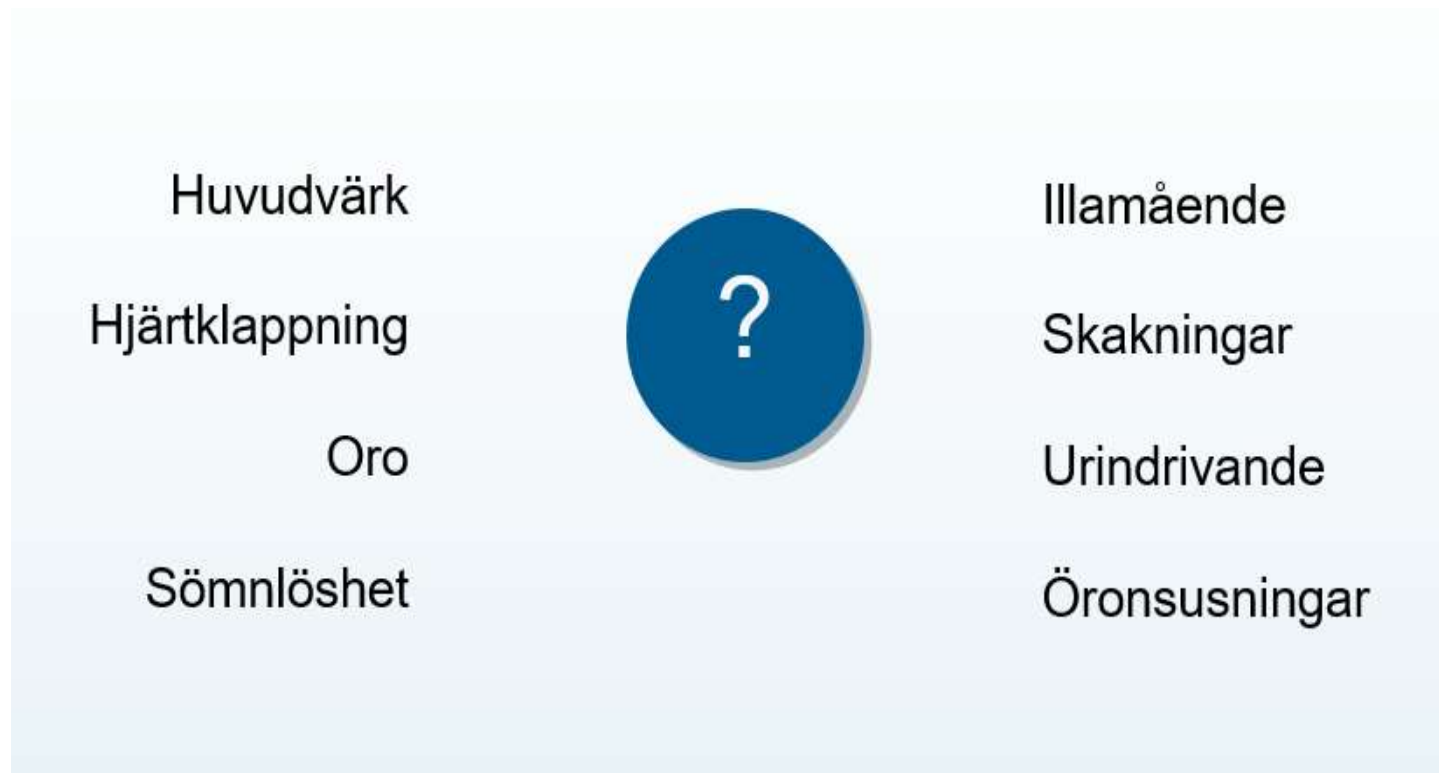 Huvudvärk
Hjärtklappning
Oro
Sömnlöshet
?
Illamående
Skakningar
Urindrivande
Öronsusningar